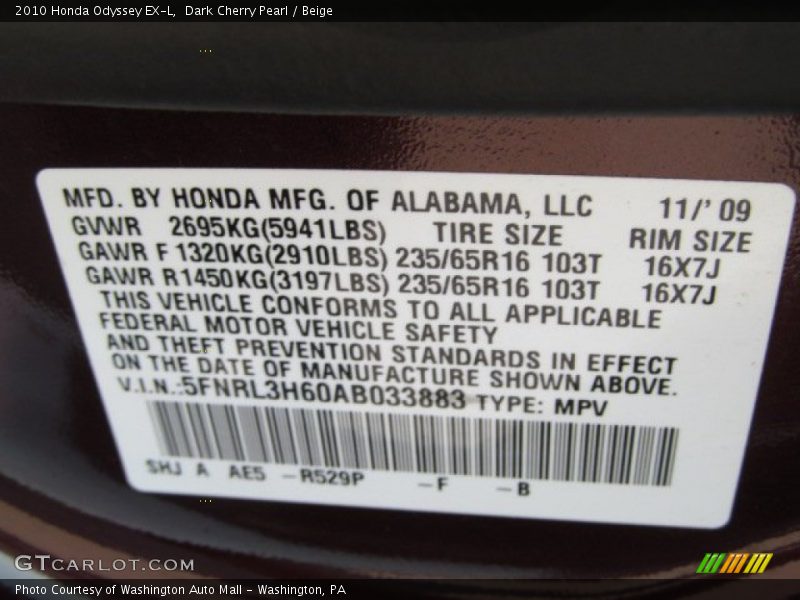 2010 Honda Odyssey EX-L,  Dark Cherry Pearl / Beige
MFD. BY HONDA MFG. OF ALABAMA, LLC 11/' 09
GVWR 2695KG(5941LBS) TIRE SIZE RIM SIZE
GAWR F 1320KG(2910LBS) 235/65R16 103T 16X7J
GAWR R1450KG(3197LBS) 235/65R16 103T 16X7J
THIS VEHICLE CONFORMS TO ALL APPLICABLE
FEDERAL MOTOR VEHICLE SAFETY
AND THEFT PREVENTION STANDARDS IN EFFECT
ON THE DATE OF MANUFACTURE SHOWN ABOVE.
V.I.N.:5FNRL3H60AB033883 TYPE: MPV
SHJ A AE5 -R529P -F -B
GTCARLOT.COM
Photo Courtesy of Washington Auto Mall - Washington, PA